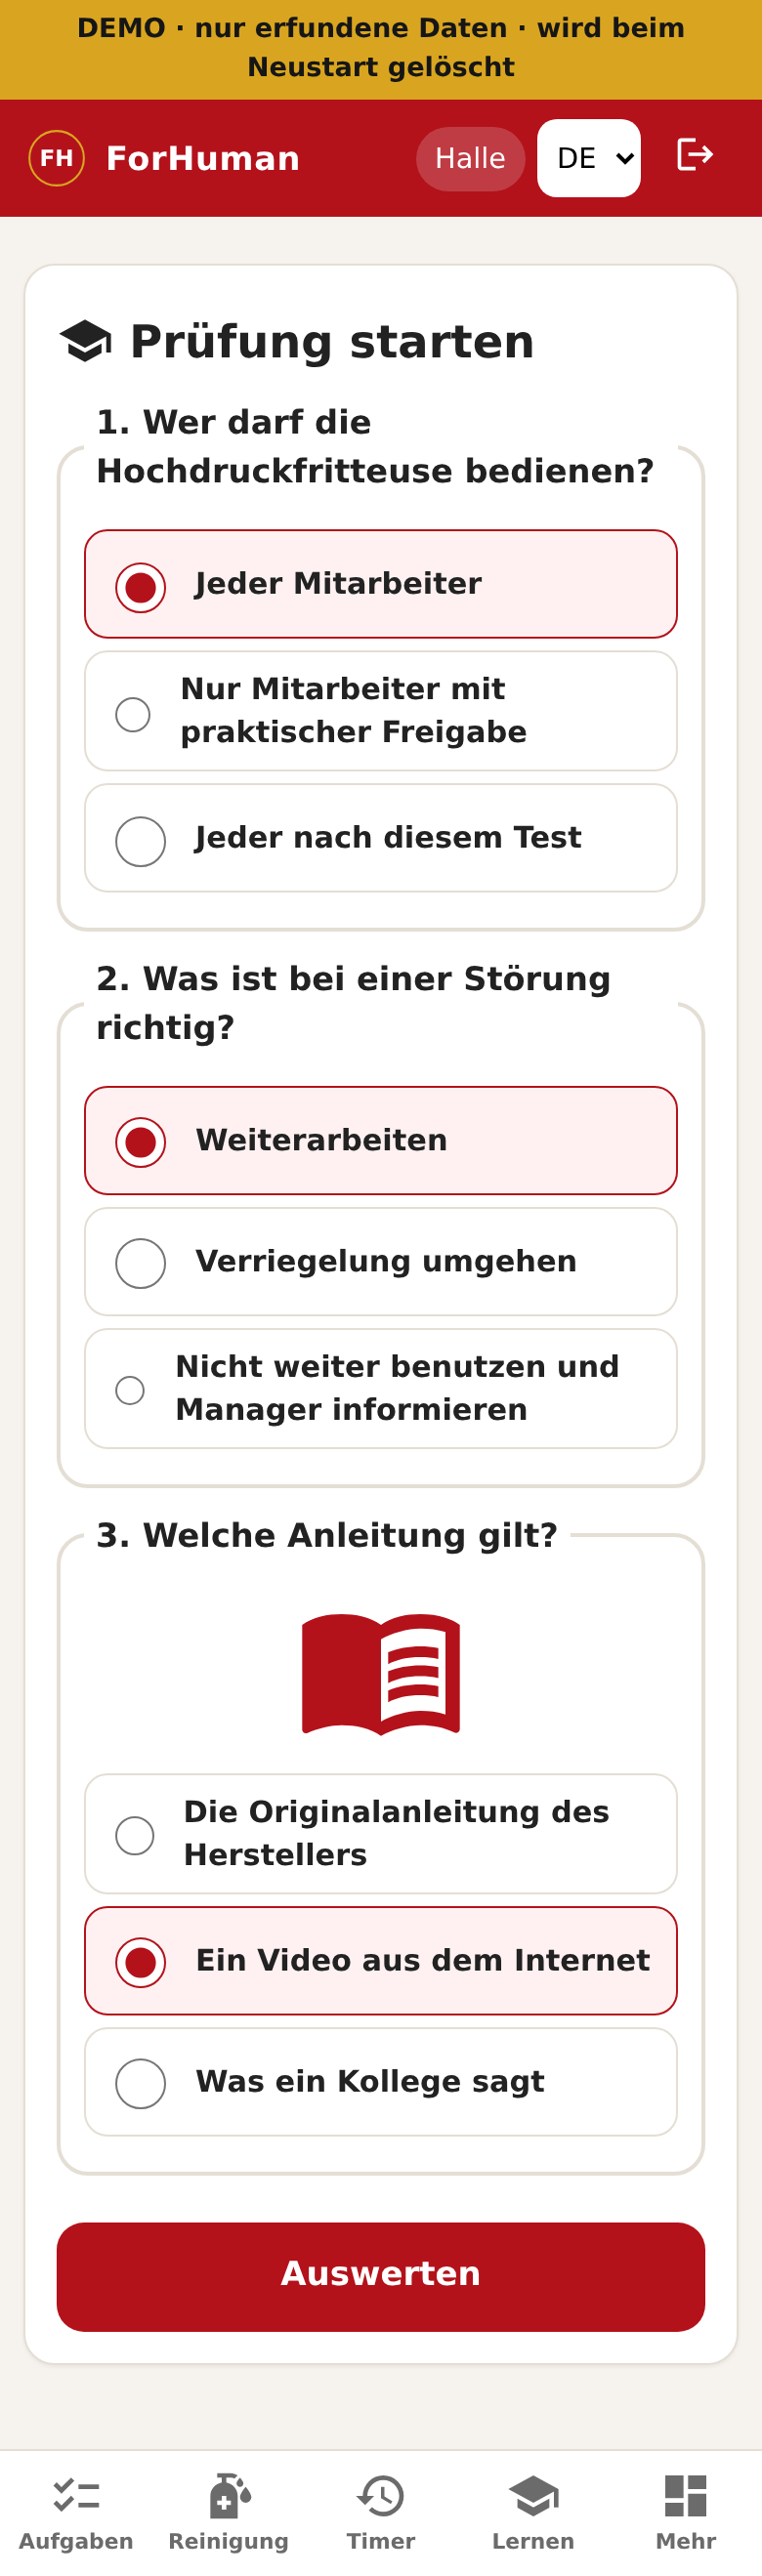 DEMO · nur erfundene Daten · wird beim
Neustart gelöscht
FH
ForHuman
Halle
DE
Prüfung starten
1. Wer darf die
Hochdruckfritteuse bedienen?
Jeder Mitarbeiter
Nur Mitarbeiter mit
praktischer Freigabe
Jeder nach diesem Test
2. Was ist bei einer Störung
richtig?
Weiterarbeiten
Verriegelung umgehen
Nicht weiter benutzen und
Manager informieren
3. Welche Anleitung gilt?
Die Originalanleitung des
Herstellers
Ein Video aus dem Internet
Was ein Kollege sagt
Auswerten
Aufgaben
Reinigung
Timer
Lernen
Mehr